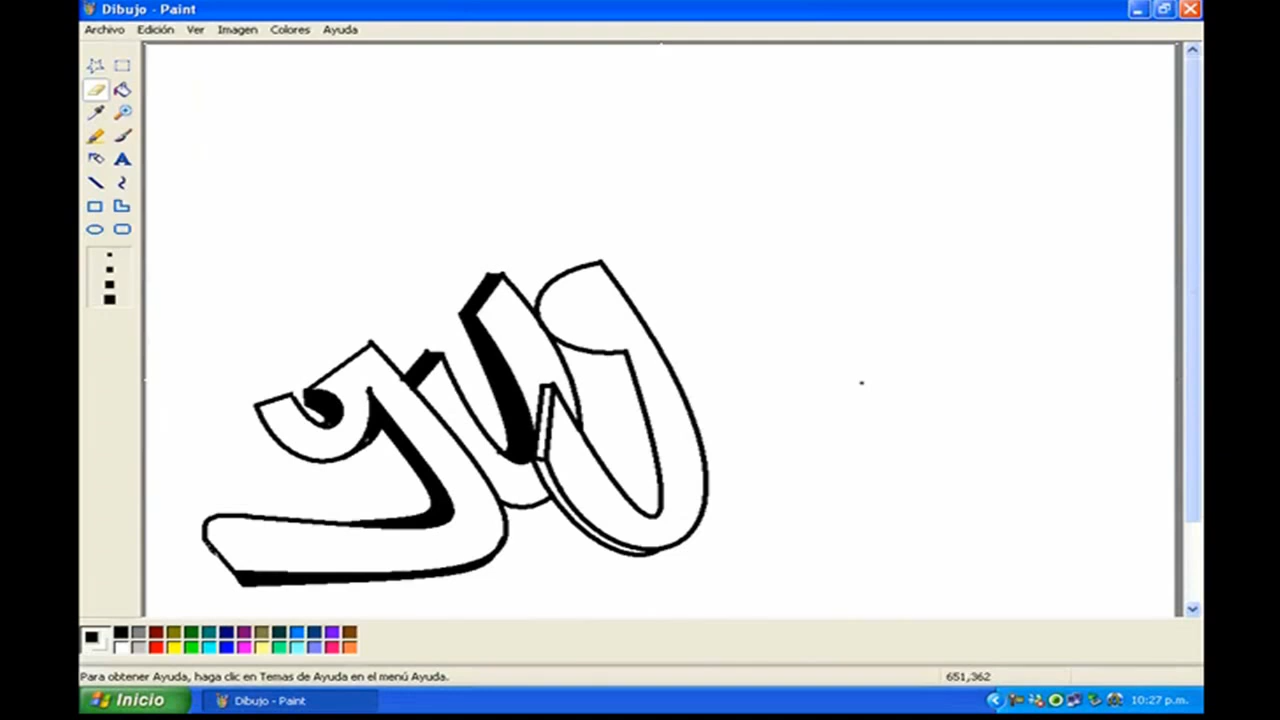 Dibujo - Paint
Archivo Edición Ver Imagen Colores Ayuda
Para obtener Ayuda, haga clic en Temas de Ayuda en el menú Ayuda.
651,362
Inicio
Dibujo - Paint
10:27 p.m.